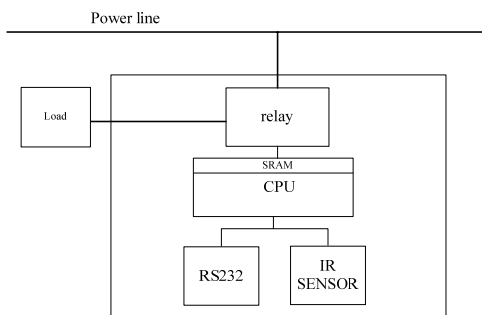 Power line
Load
relay
SRAM
CPU
RS232
IR
SENSOR